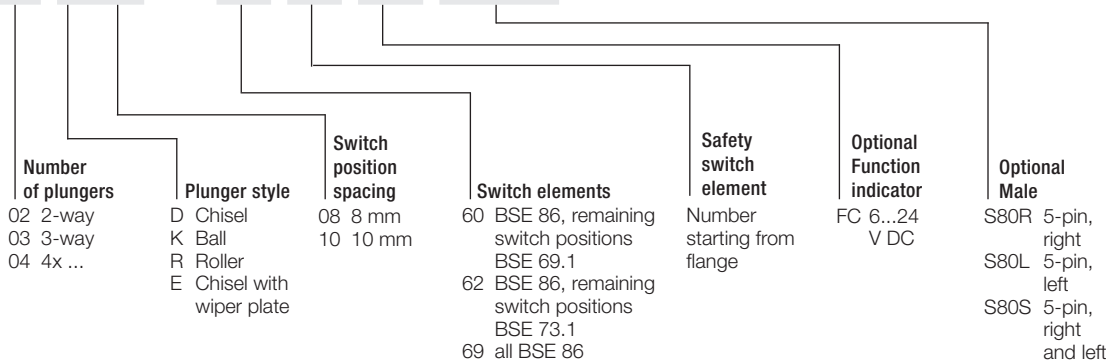 Number
of plungers
02 2-way
03 3-way
04 4x ...
Plunger style
D Chisel
K Ball
R Roller
E Chisel with
wiper plate
Switch
position
spacing
08 8 mm
10 10 mm
Switch elements
60 BSE 86, remaining
switch positions
BSE 69.1
62 BSE 86, remaining
switch positions
BSE 73.1
69 all BSE 86
Safety
switch
element
Number
starting from
flange
Optional
Function
indicator
FC 6...24
V DC
Optional
Male
S80R 5-pin,
right
S80L 5-pin,
left
S80S 5-pin,
right
and left